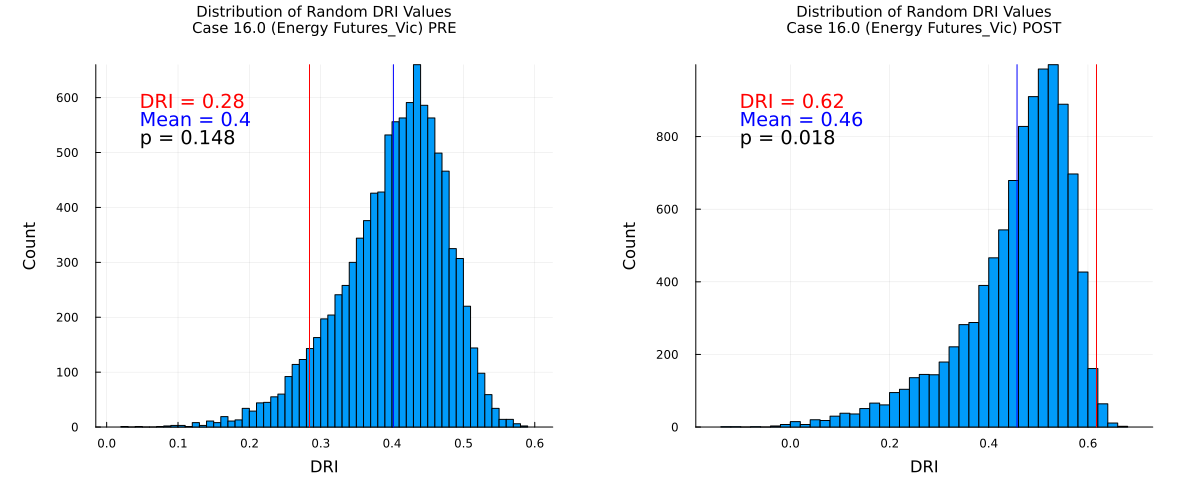 Distribution of Random DRI Values
Case 16.0 (Energy Futures_Vic) PRE
DRI = 0.28
Mean = 0.4
p = 0.148
Count
600
500
400
300
200
100
0
0.0 0.1 0.2 0.3 0.4 0.5 0.6
DRI
Distribution of Random DRI Values
Case 16.0 (Energy Futures_Vic) POST
DRI = 0.62
Mean = 0.46
p = 0.018
Count
800
600
400
200
0
0.0 0.2 0.4 0.6
DRI